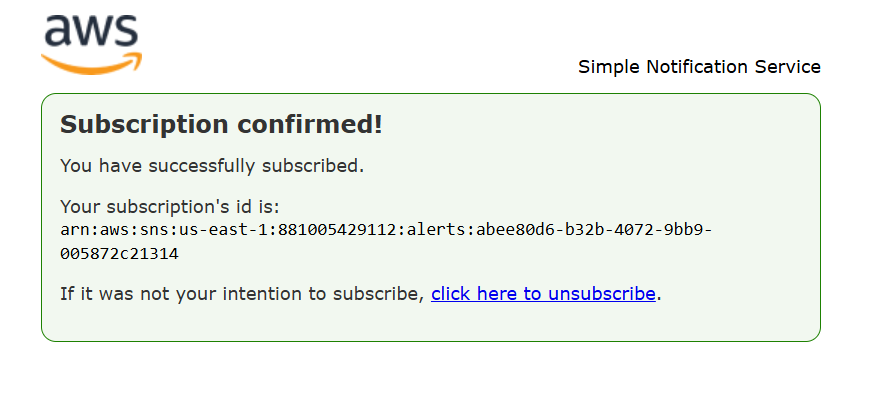 aws
Simple Notification Service
Subscription confirmed!
You have successfully subscribed.
Your subscription's id is:
arn:aws:sns:us-east-1:881005429112:alerts:abee80d6-b32b-4072-9bb9-
005872c21314
If it was not your intention to subscribe, click here to unsubscribe.